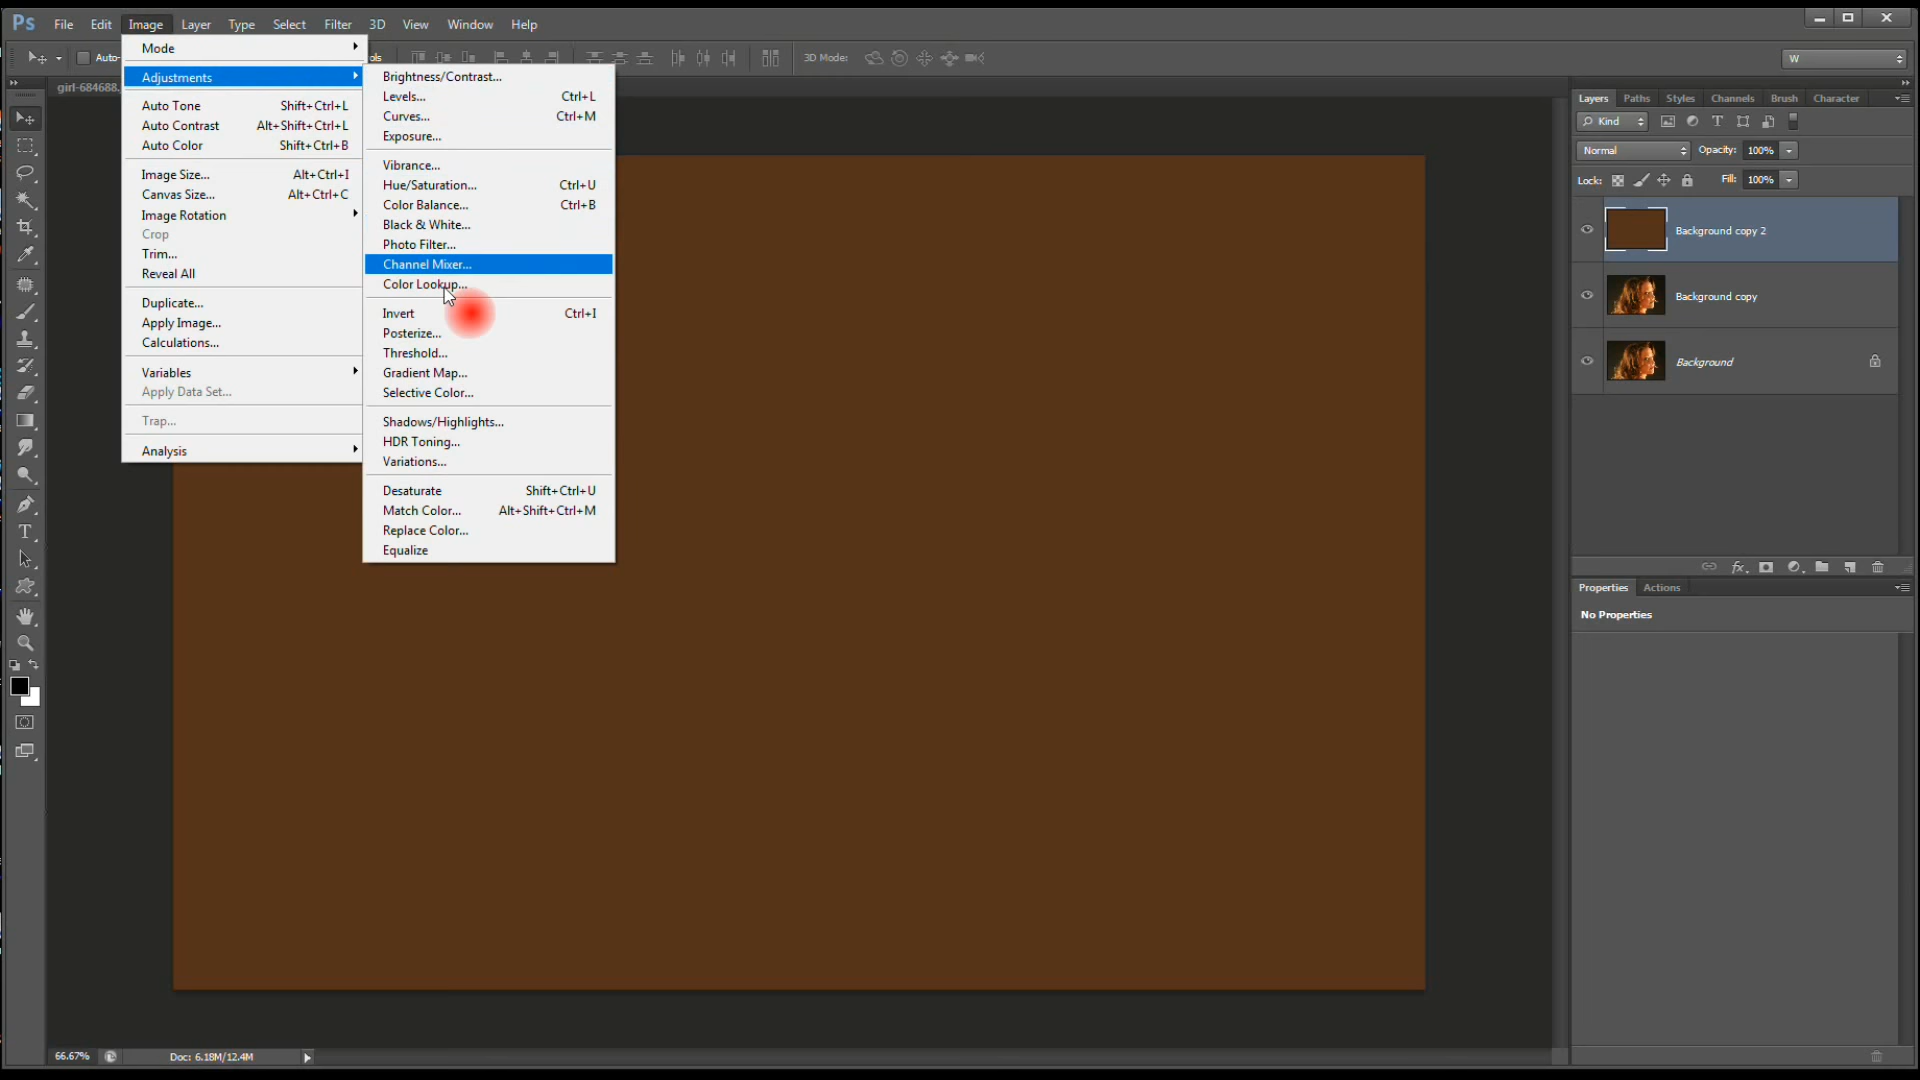 Ps File Edit Image Layer Type Select Filter 3D View Window Help
Auto- ols 3D Mode: W
girl-684688.
Mode
Adjustments
Auto Tone Shift+Ctrl+L
Auto Contrast Alt+Shift+Ctrl+L
Auto Color Shift+Ctrl+B
Image Size... Alt+Ctrl+I
Canvas Size... Alt+Ctrl+C
Image Rotation
Crop
Trim...
Reveal All
Duplicate...
Apply Image...
Calculations...
Variables
Apply Data Set...
Trap...
Analysis
Brightness/Contrast...
Levels... Ctrl+L
Curves... Ctrl+M
Exposure...
Vibrance...
Hue/Saturation... Ctrl+U
Color Balance... Ctrl+B
Black & White...
Photo Filter...
Channel Mixer...
Color Lookup...
Invert Ctrl+I
Posterize...
Threshold...
Gradient Map...
Selective Color...
Shadows/Highlights...
HDR Toning...
Variations...
Desaturate Shift+Ctrl+U
Match Color... Alt+Shift+Ctrl+M
Replace Color...
Equalize
Layers Paths Styles Channels Brush Character
Kind
Normal Opacity: 100%
Lock: Fill: 100%
Background copy 2
Background copy
Background
fx
Properties Actions
No Properties
66.67% Doc: 6.18M/12.4M